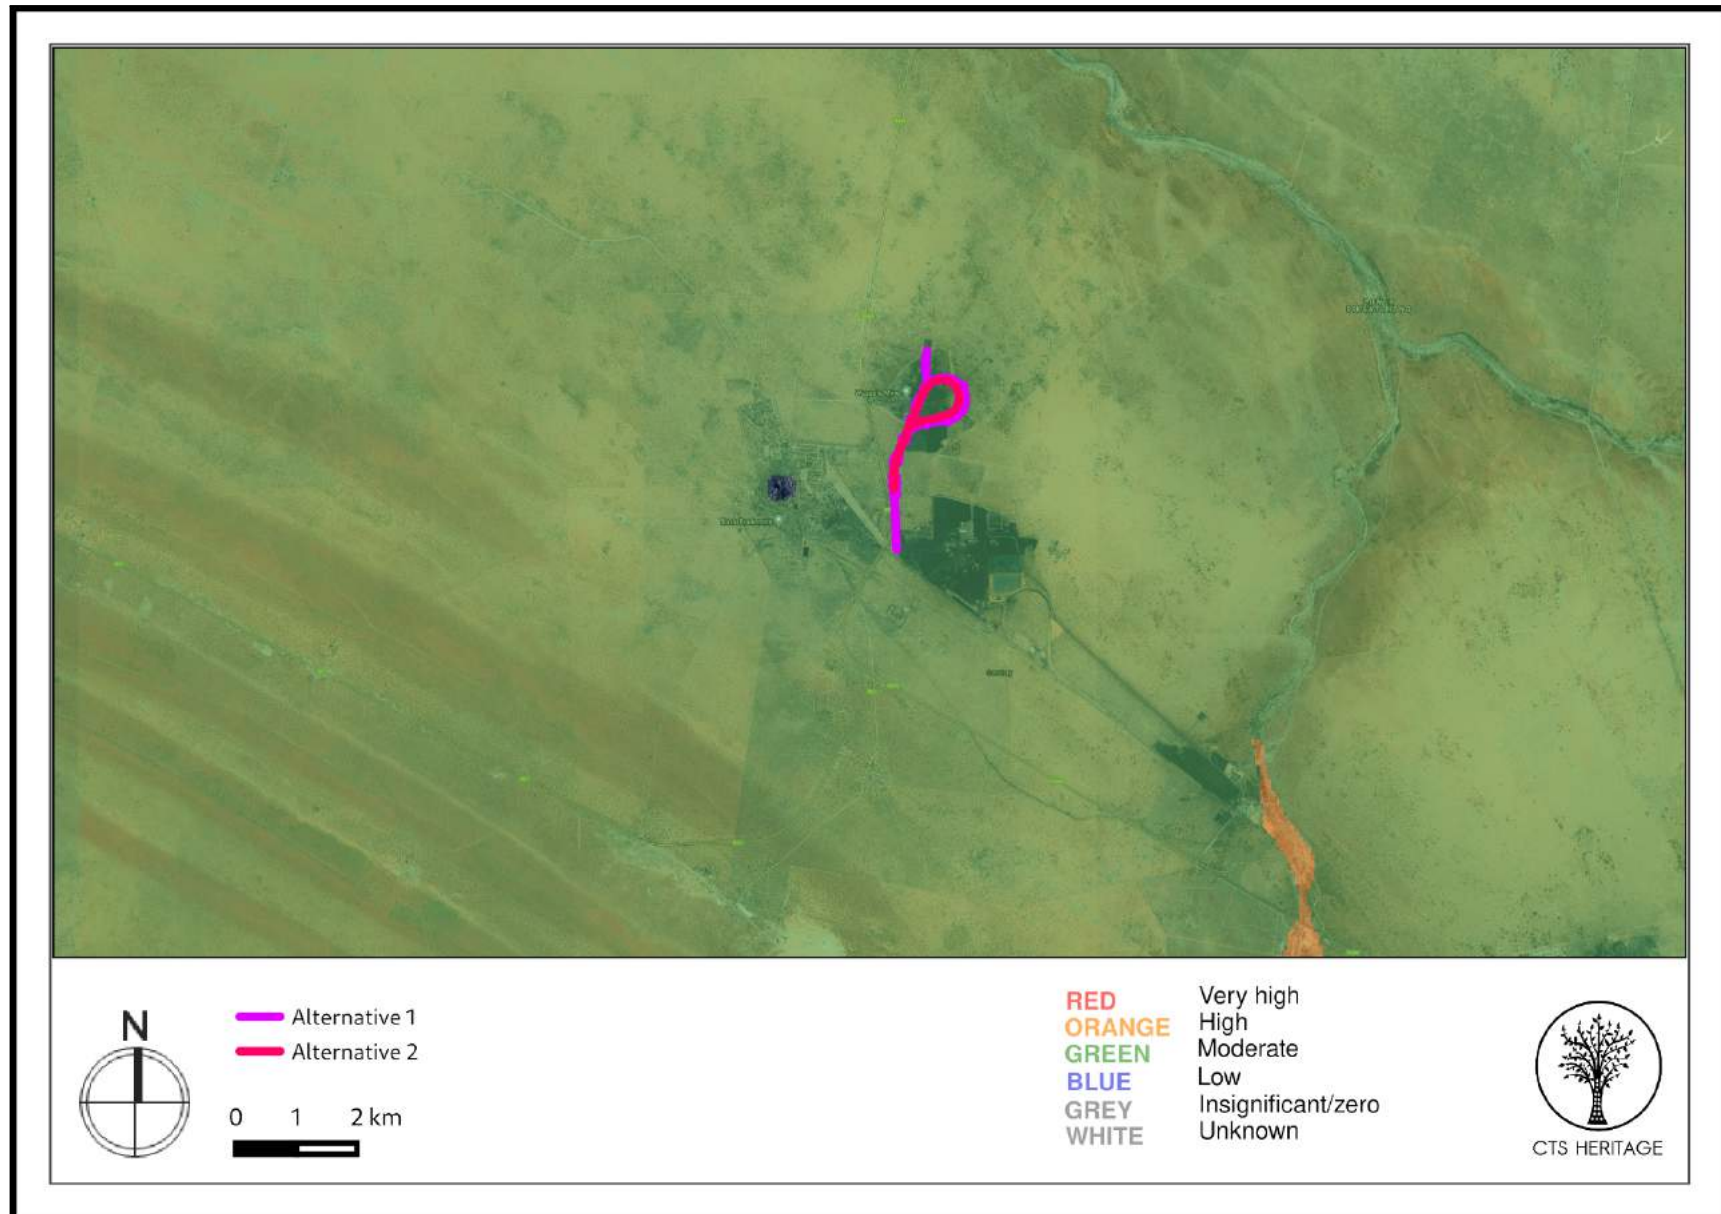 N
Alternative 1
Alternative 2
0 1 2 km
RED Very high
ORANGE High
GREEN Moderate
BLUE Low
GREY Insignificant/zero
WHITE Unknown
CTS HERITAGE